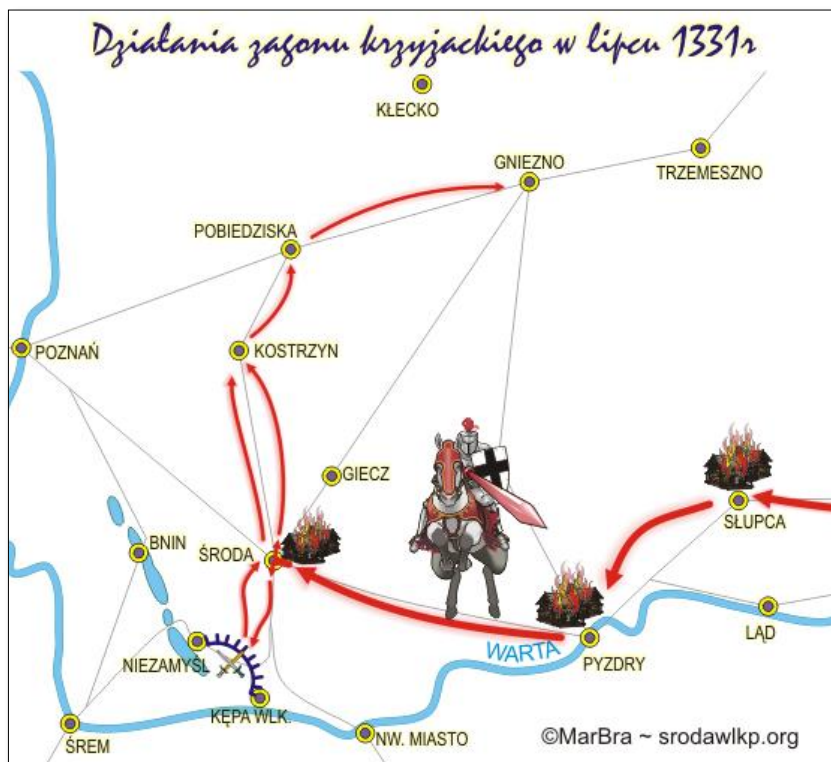 Działania zagonu krzyjackiego w lipcu 1331r
KŁECKO
GNIEZNO
TRZEMESZNO
POBIEDZISKA
POZNAŃ
KOSTRZYN
GIECZ
SŁUPCA
BNIN
ŚRODA
LĄD
NIEZAMYŚL
WARTA
PYZDRY
KĘPA WLK.
ŚREM
NW. MIASTO
©MarBra ~ srodawlkp.org